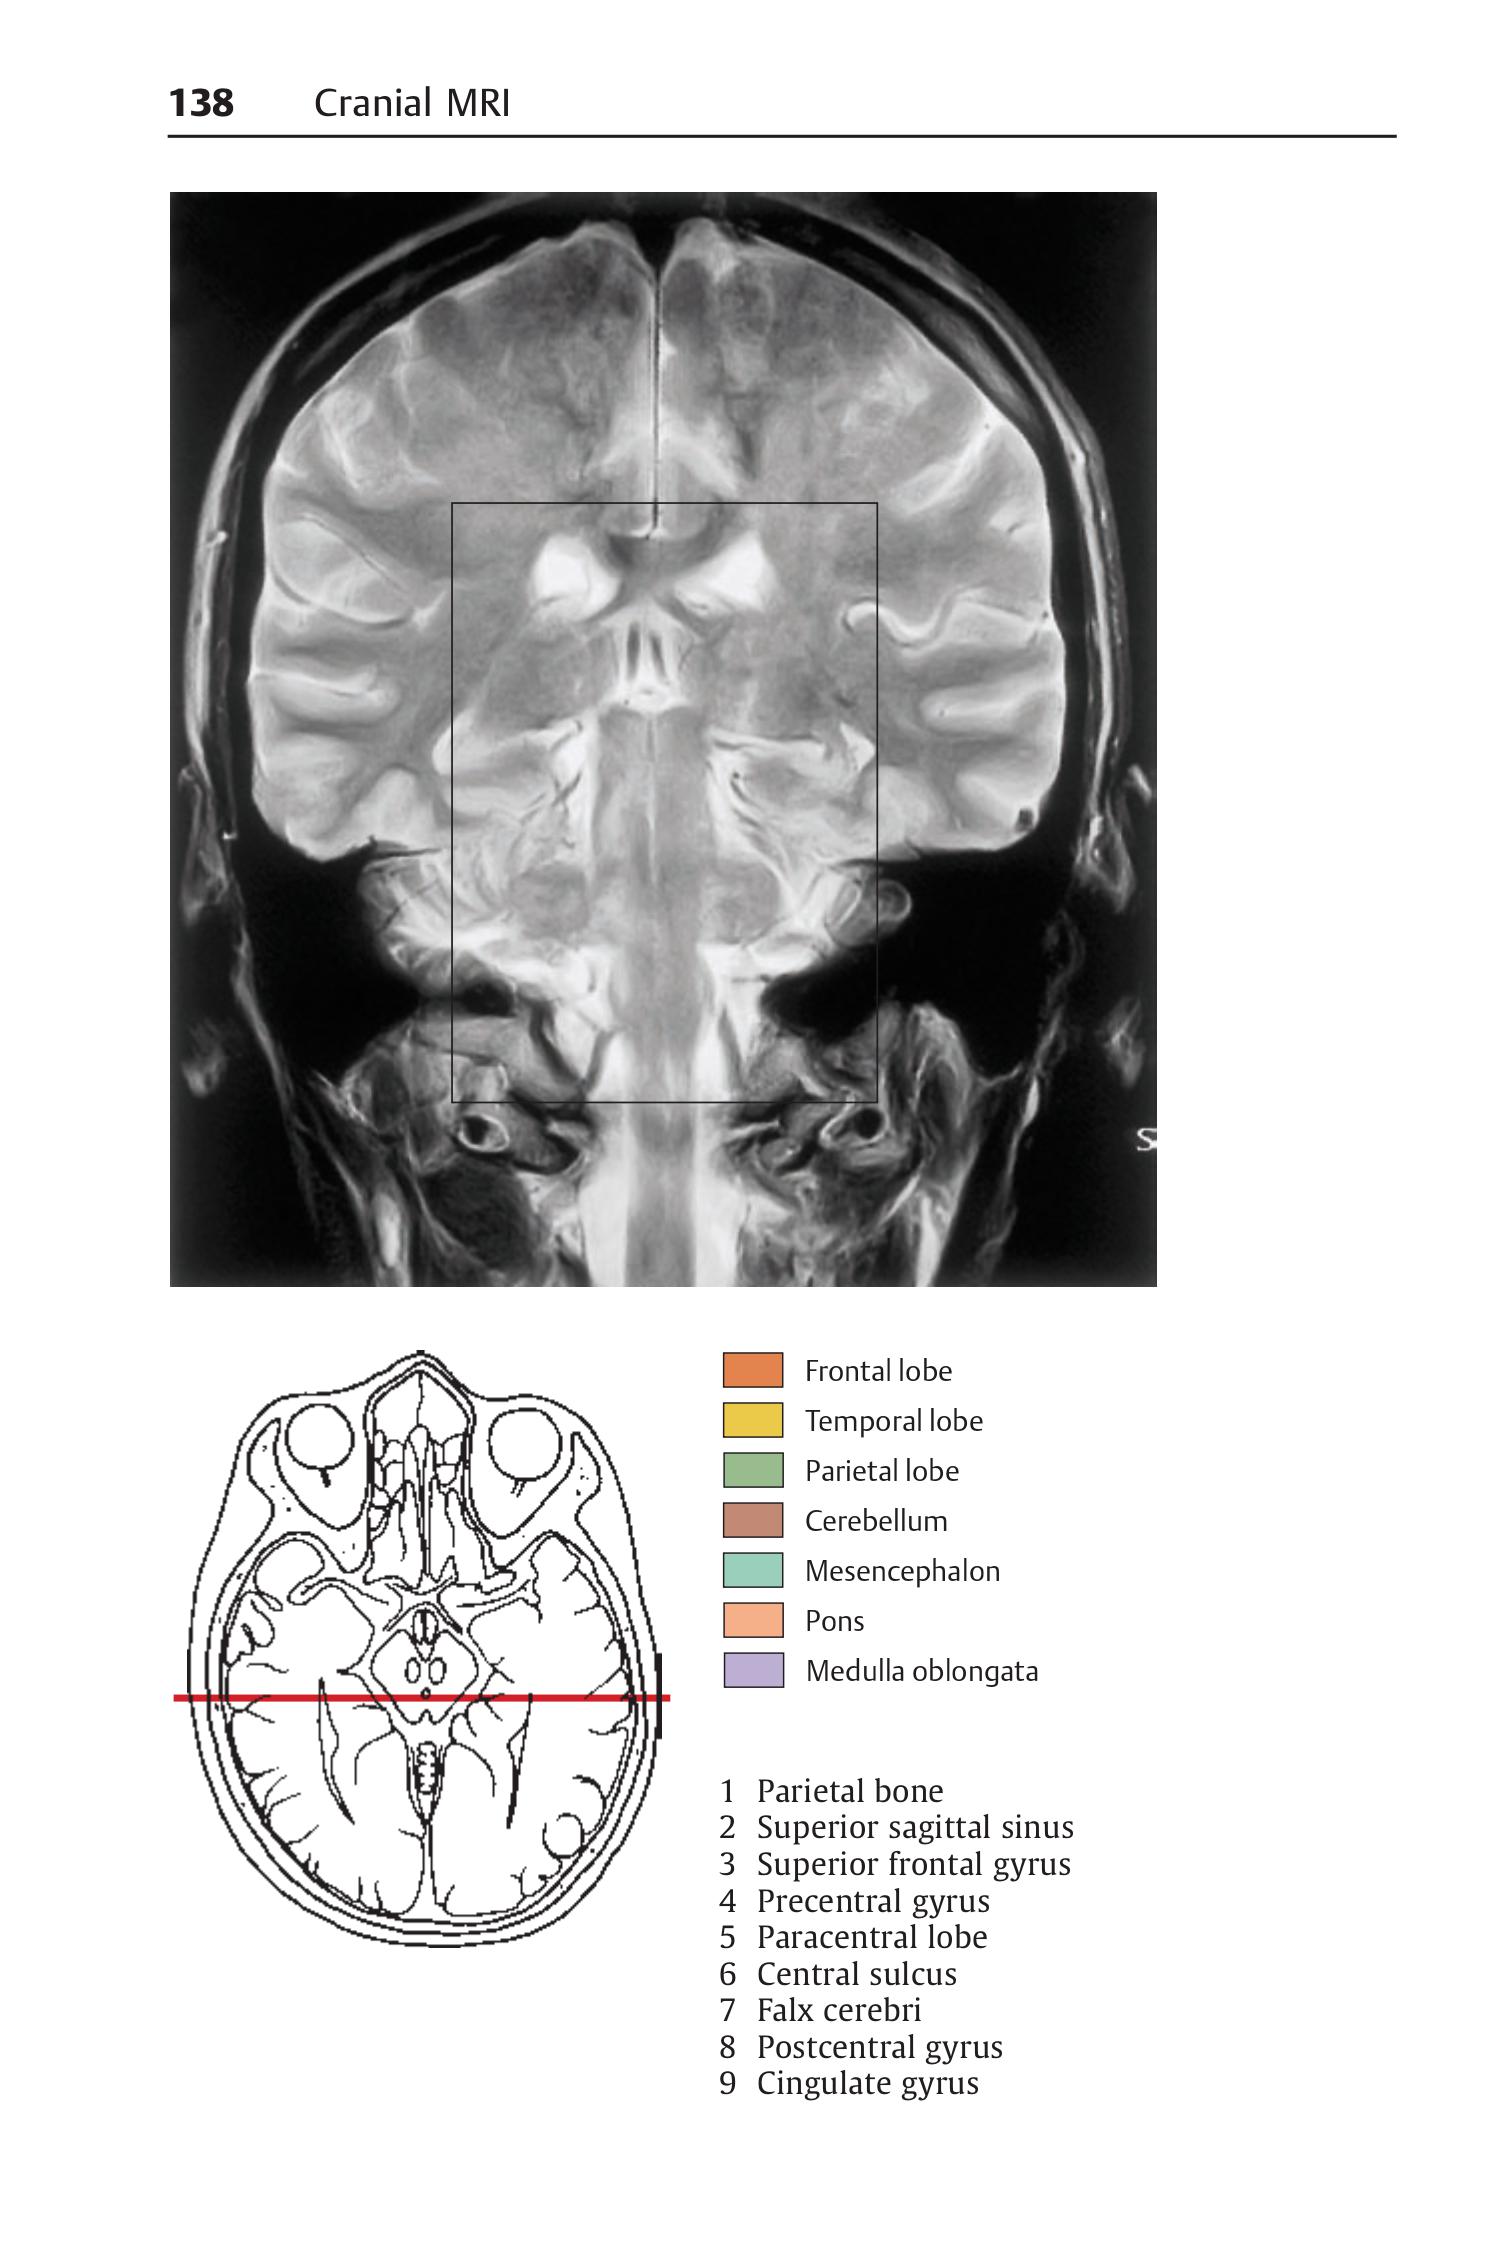 138 Cranial MRI
S
Frontal lobe
Temporal lobe
Parietal lobe
Cerebellum
Mesencephalon
Pons
Medulla oblongata
1 Parietal bone
2 Superior sagittal sinus
3 Superior frontal gyrus
4 Precentral gyrus
5 Paracentral lobe
6 Central sulcus
7 Falx cerebri
8 Postcentral gyrus
9 Cingulate gyrus